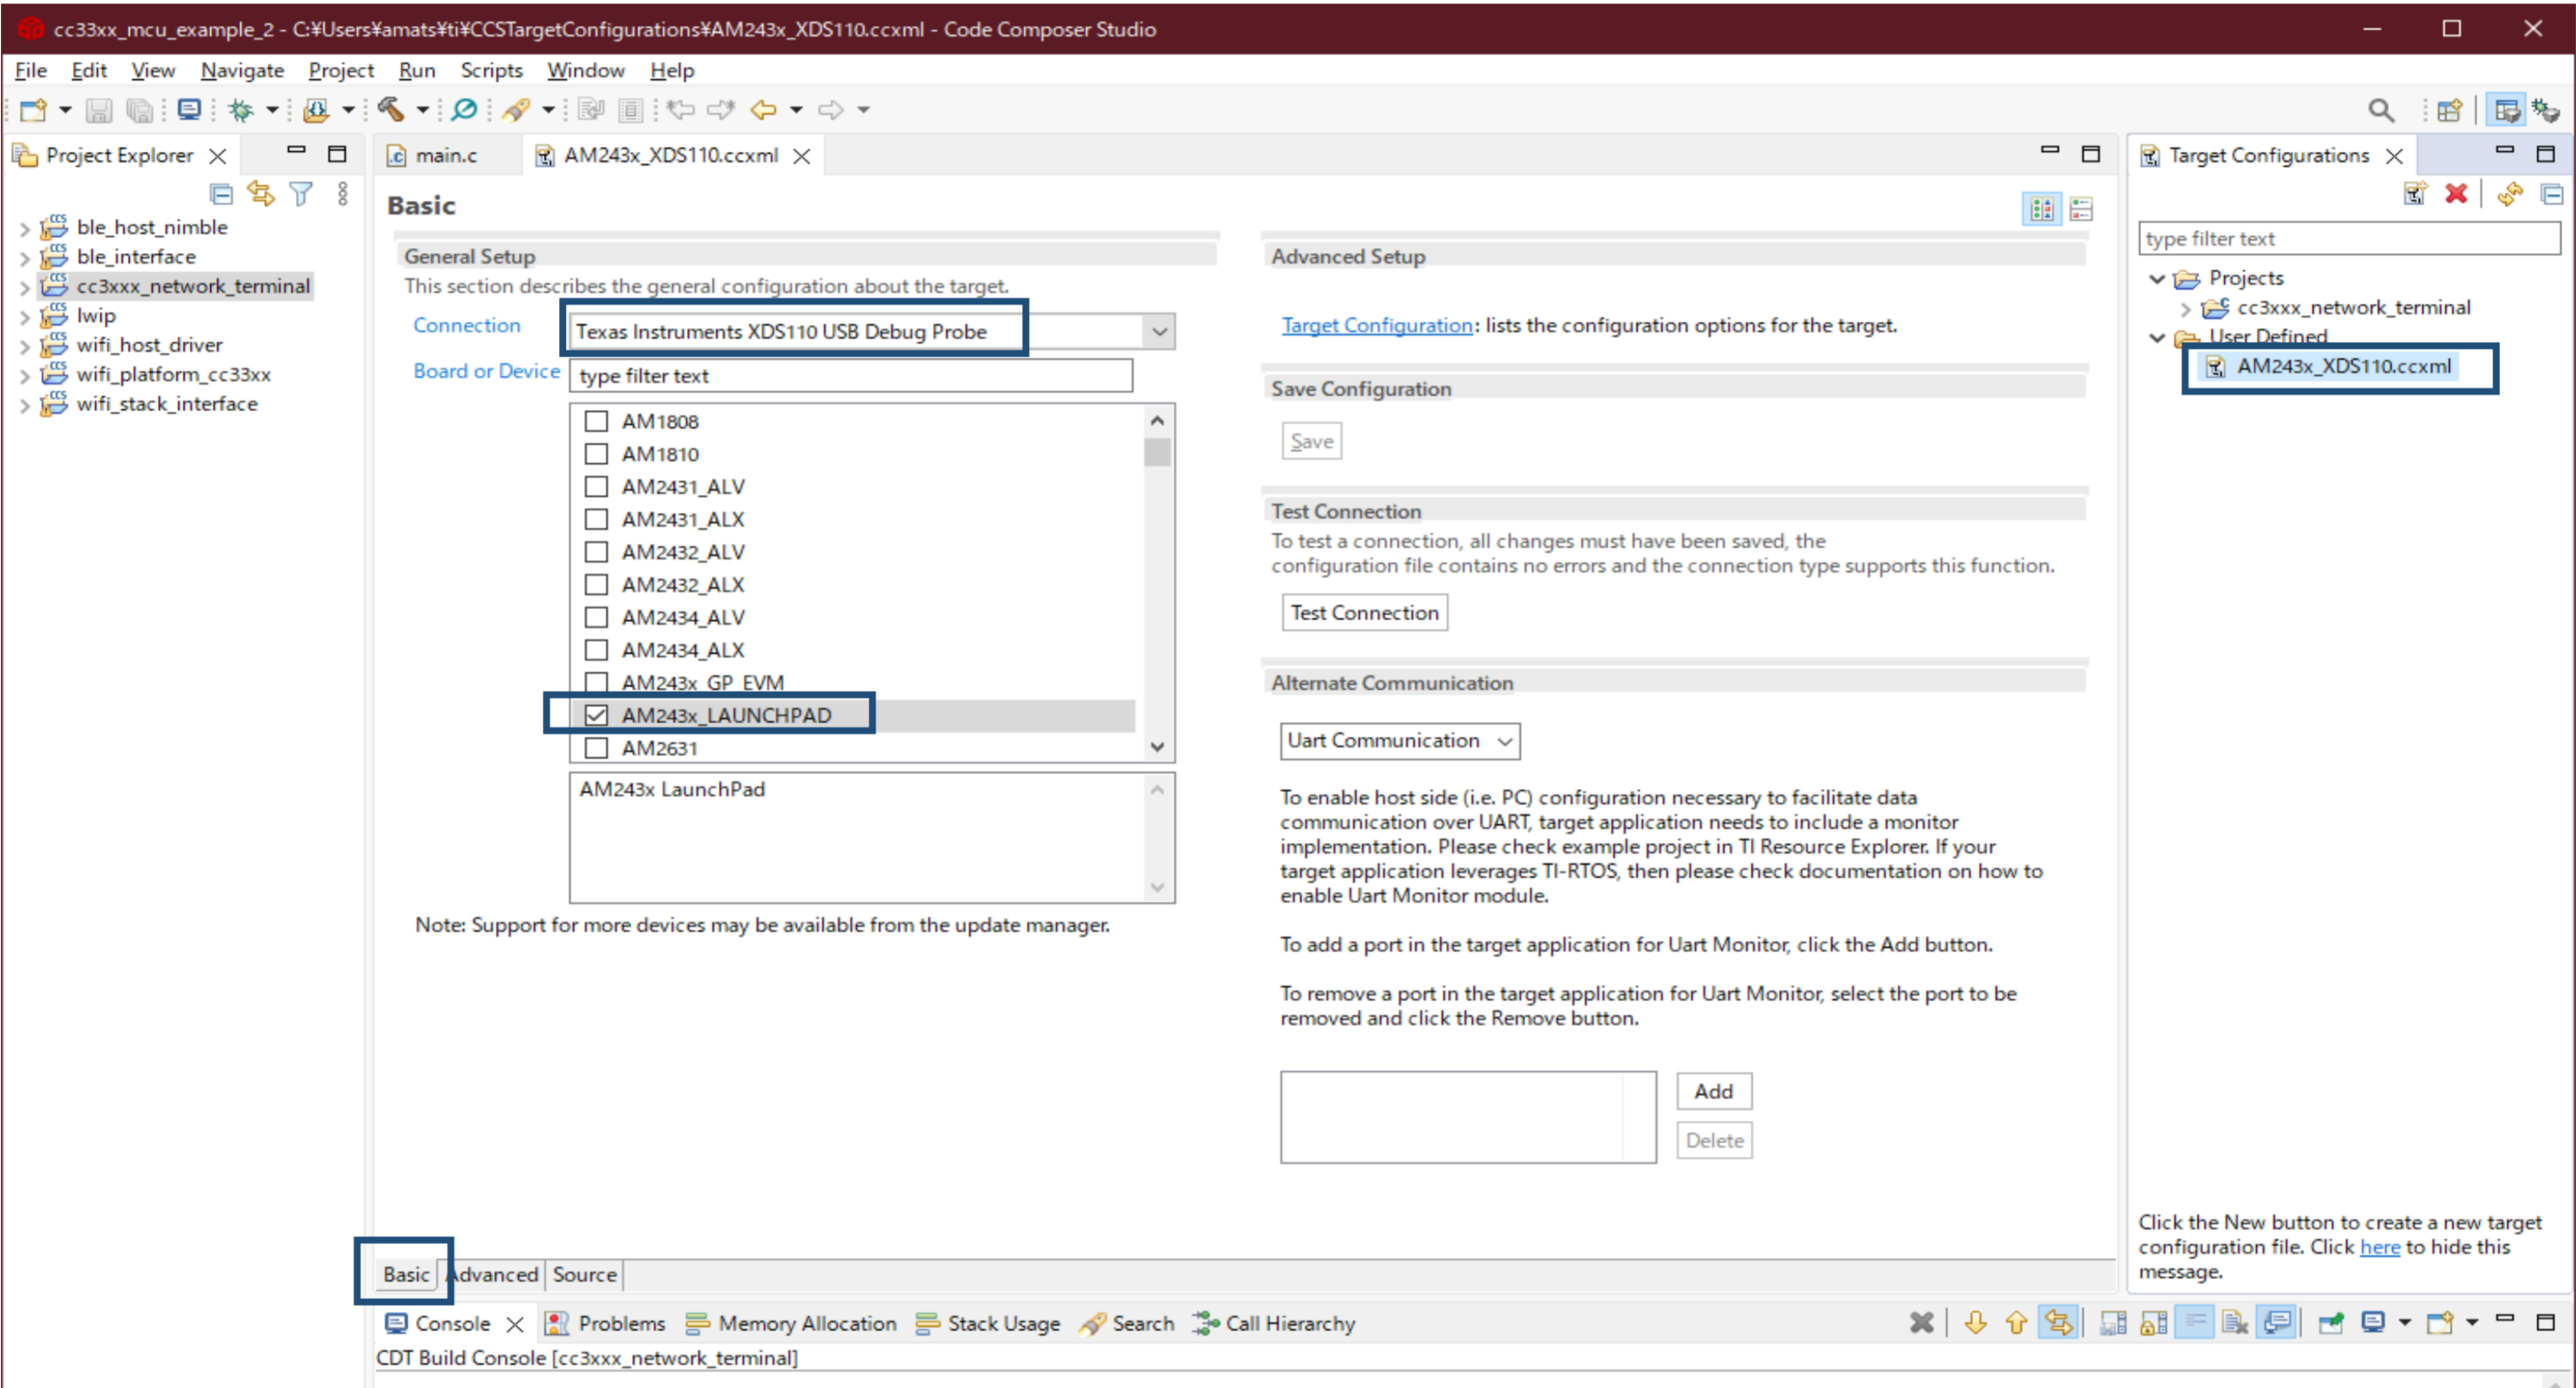 cc33xx_mcu_example_2 - C:¥Users¥amats¥ti¥CCSTargetConfigurations¥AM243x_XDS110.ccxml - Code Composer Studio
File Edit View Navigate Project Run Scripts Window Help
Project Explorer
ble_host_nimble
ble_interface
cc3xxx_network_terminal
lwip
wifi_host_driver
wifi_platform_cc33xx
wifi_stack_interface
main.c
AM243x_XDS110.ccxml
Basic
General Setup
This section describes the general configuration about the target.
Connection
Texas Instruments XDS110 USB Debug Probe
Board or Device
type filter text
AM1808
AM1810
AM2431_ALV
AM2431_ALX
AM2432_ALV
AM2432_ALX
AM2434_ALV
AM2434_ALX
AM243x_GP_EVM
AM243x_LAUNCHPAD
AM2631
AM243x LaunchPad
Note: Support for more devices may be available from the update manager.
Advanced Setup
Target Configuration: lists the configuration options for the target.
Save Configuration
Save
Test Connection
To test a connection, all changes must have been saved, the
configuration file contains no errors and the connection type supports this function.
Test Connection
Alternate Communication
Uart Communication
To enable host side (i.e. PC) configuration necessary to facilitate data
communication over UART, target application needs to include a monitor
implementation. Please check example project in TI Resource Explorer. If your
target application leverages TI-RTOS, then please check documentation on how to
enable Uart Monitor module.
To add a port in the target application for Uart Monitor, click the Add button.
To remove a port in the target application for Uart Monitor, select the port to be
removed and click the Remove button.
Add
Delete
Basic Advanced Source
Target Configurations
type filter text
Projects
cc3xxx_network_terminal
User Defined
AM243x_XDS110.ccxml
Click the New button to create a new target
configuration file. Click here to hide this
message.
Console Problems Memory Allocation Stack Usage Search Call Hierarchy
CDT Build Console [cc3xxx_network_terminal]